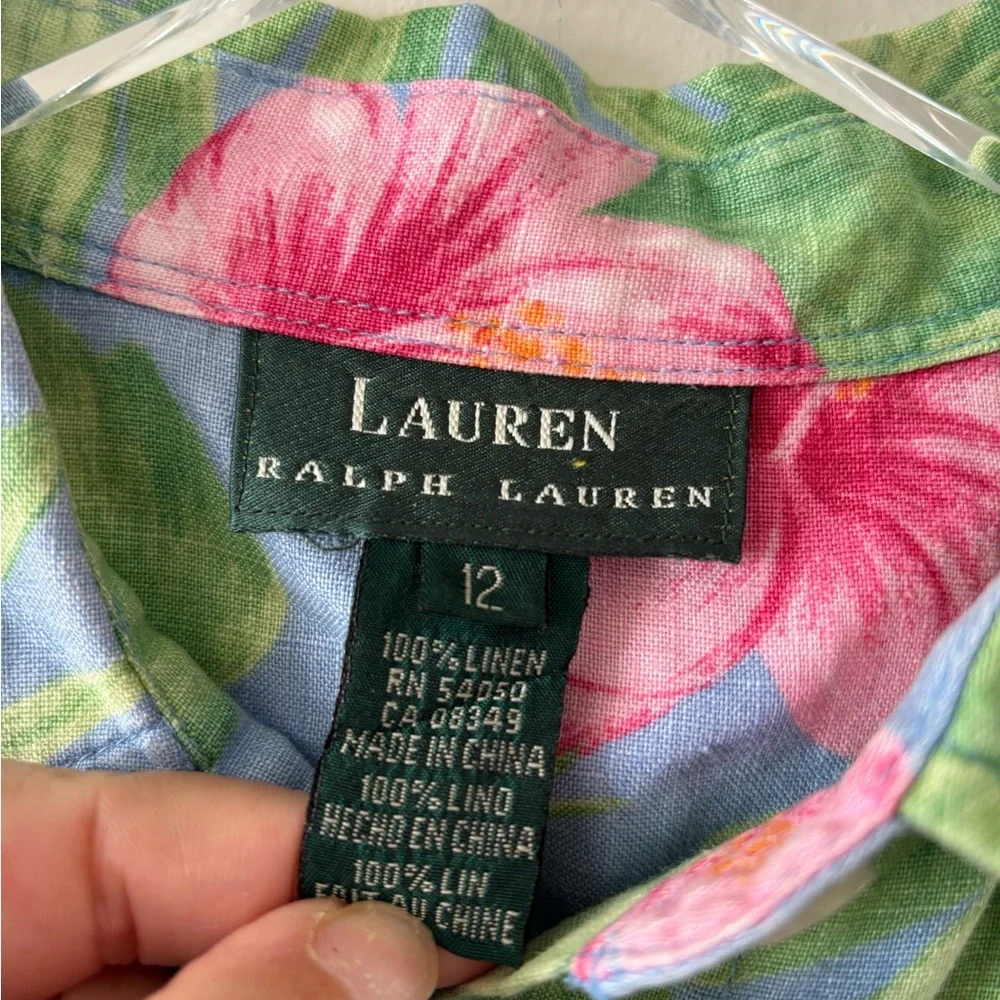 LAUREN
RALPH LAUREN
12
100% LINEN
RN 54050
CA 08349
MADE IN CHINA
100% LINO
HECHO EN CHINA
100% LIN
CHINE